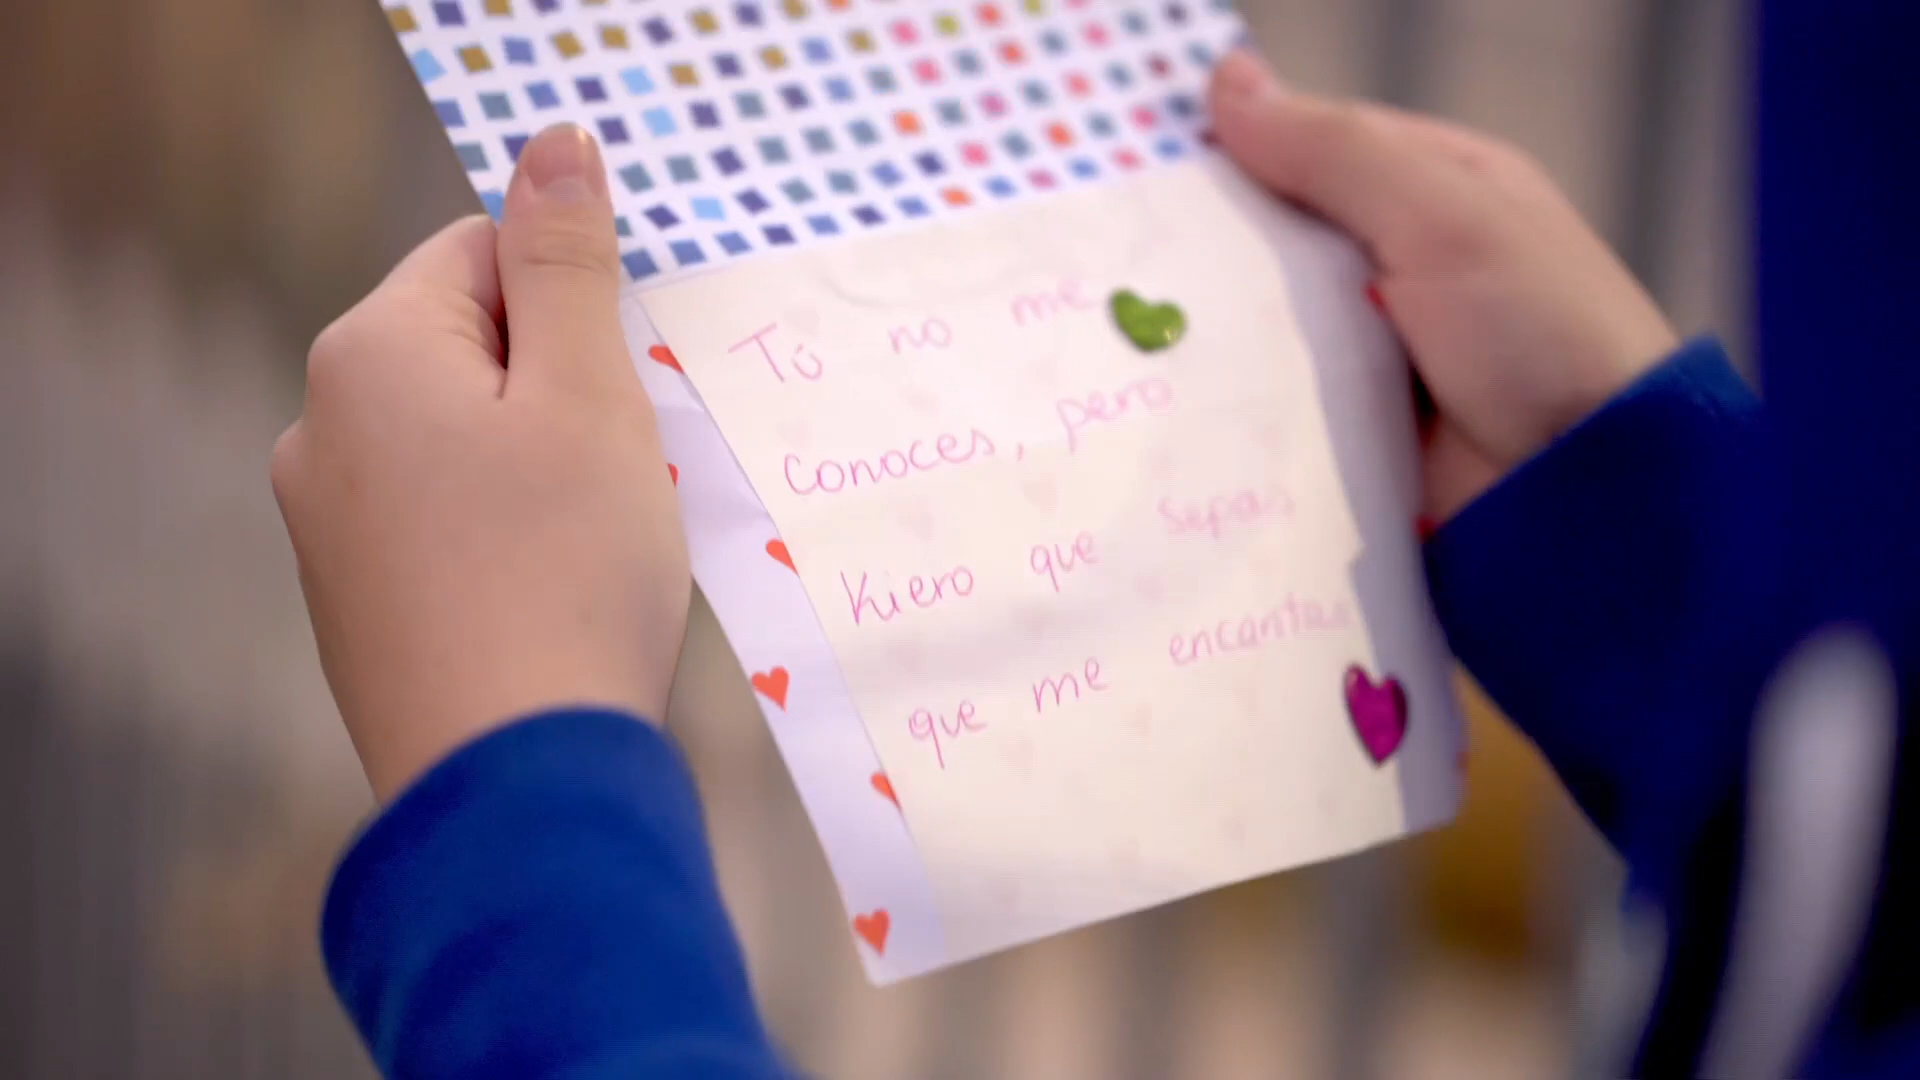 Tú no me
conoces, pero
Kiero que sepas
que me encantas